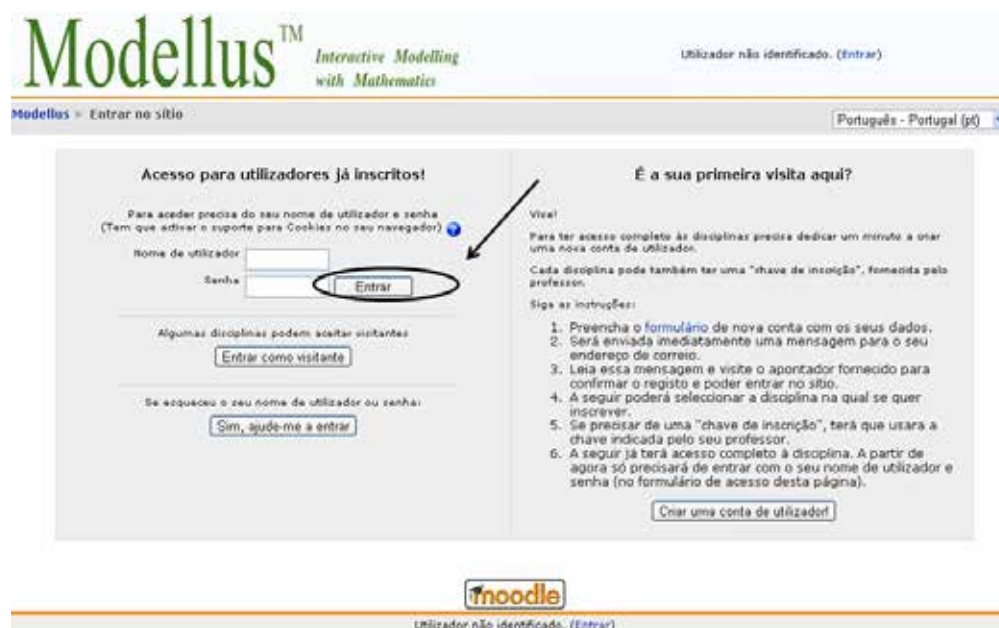 Modellus™
Interactive Modelling
with Mathematics
Utilizador não identificado. (Entrar)
Modellus » Entrar no sítio
Português - Portugal (pt)
Acesso para utilizadores já inscritos!
Para aceder precisa do seu nome de utilizador e senha
(Tem que activar o suporte para Cookies no seu navegador)
Nome de utilizador
Senha
Entrar
Algumas disciplinas podem aceitar visitantes
Entrar como visitante
Se esqueceu o seu nome de utilizador ou senha:
Sim, ajude-me a entrar
É a sua primeira visita aqui?
Viva!
Para ter acesso completo às disciplinas precisa dedicar um minuto a criar
uma nova conta de utilizador.
Cada disciplina pode também ter uma "chave de inscrição", fornecida pelo
professor.
Siga as instruções:
1. Preencha o formulário de nova conta com os seus dados.
2. Será enviada imediatamente uma mensagem para o seu
endereço de correio.
3. Leia essa mensagem e visite o apontador fornecido para
confirmar o registo e poder entrar no sítio.
4. A seguir poderá seleccionar a disciplina na qual se quer
inscrever.
5. Se precisar de uma "chave de inscrição", terá que usara a
chave indicada pelo seu professor.
6. A seguir já terá acesso completo à disciplina. A partir de
agora só precisará de entrar com o seu nome de utilizador e
senha (no formulário de acesso desta página).
Criar uma conta de utilizador!
moodle
Utilizador não identificado. (Entrar)